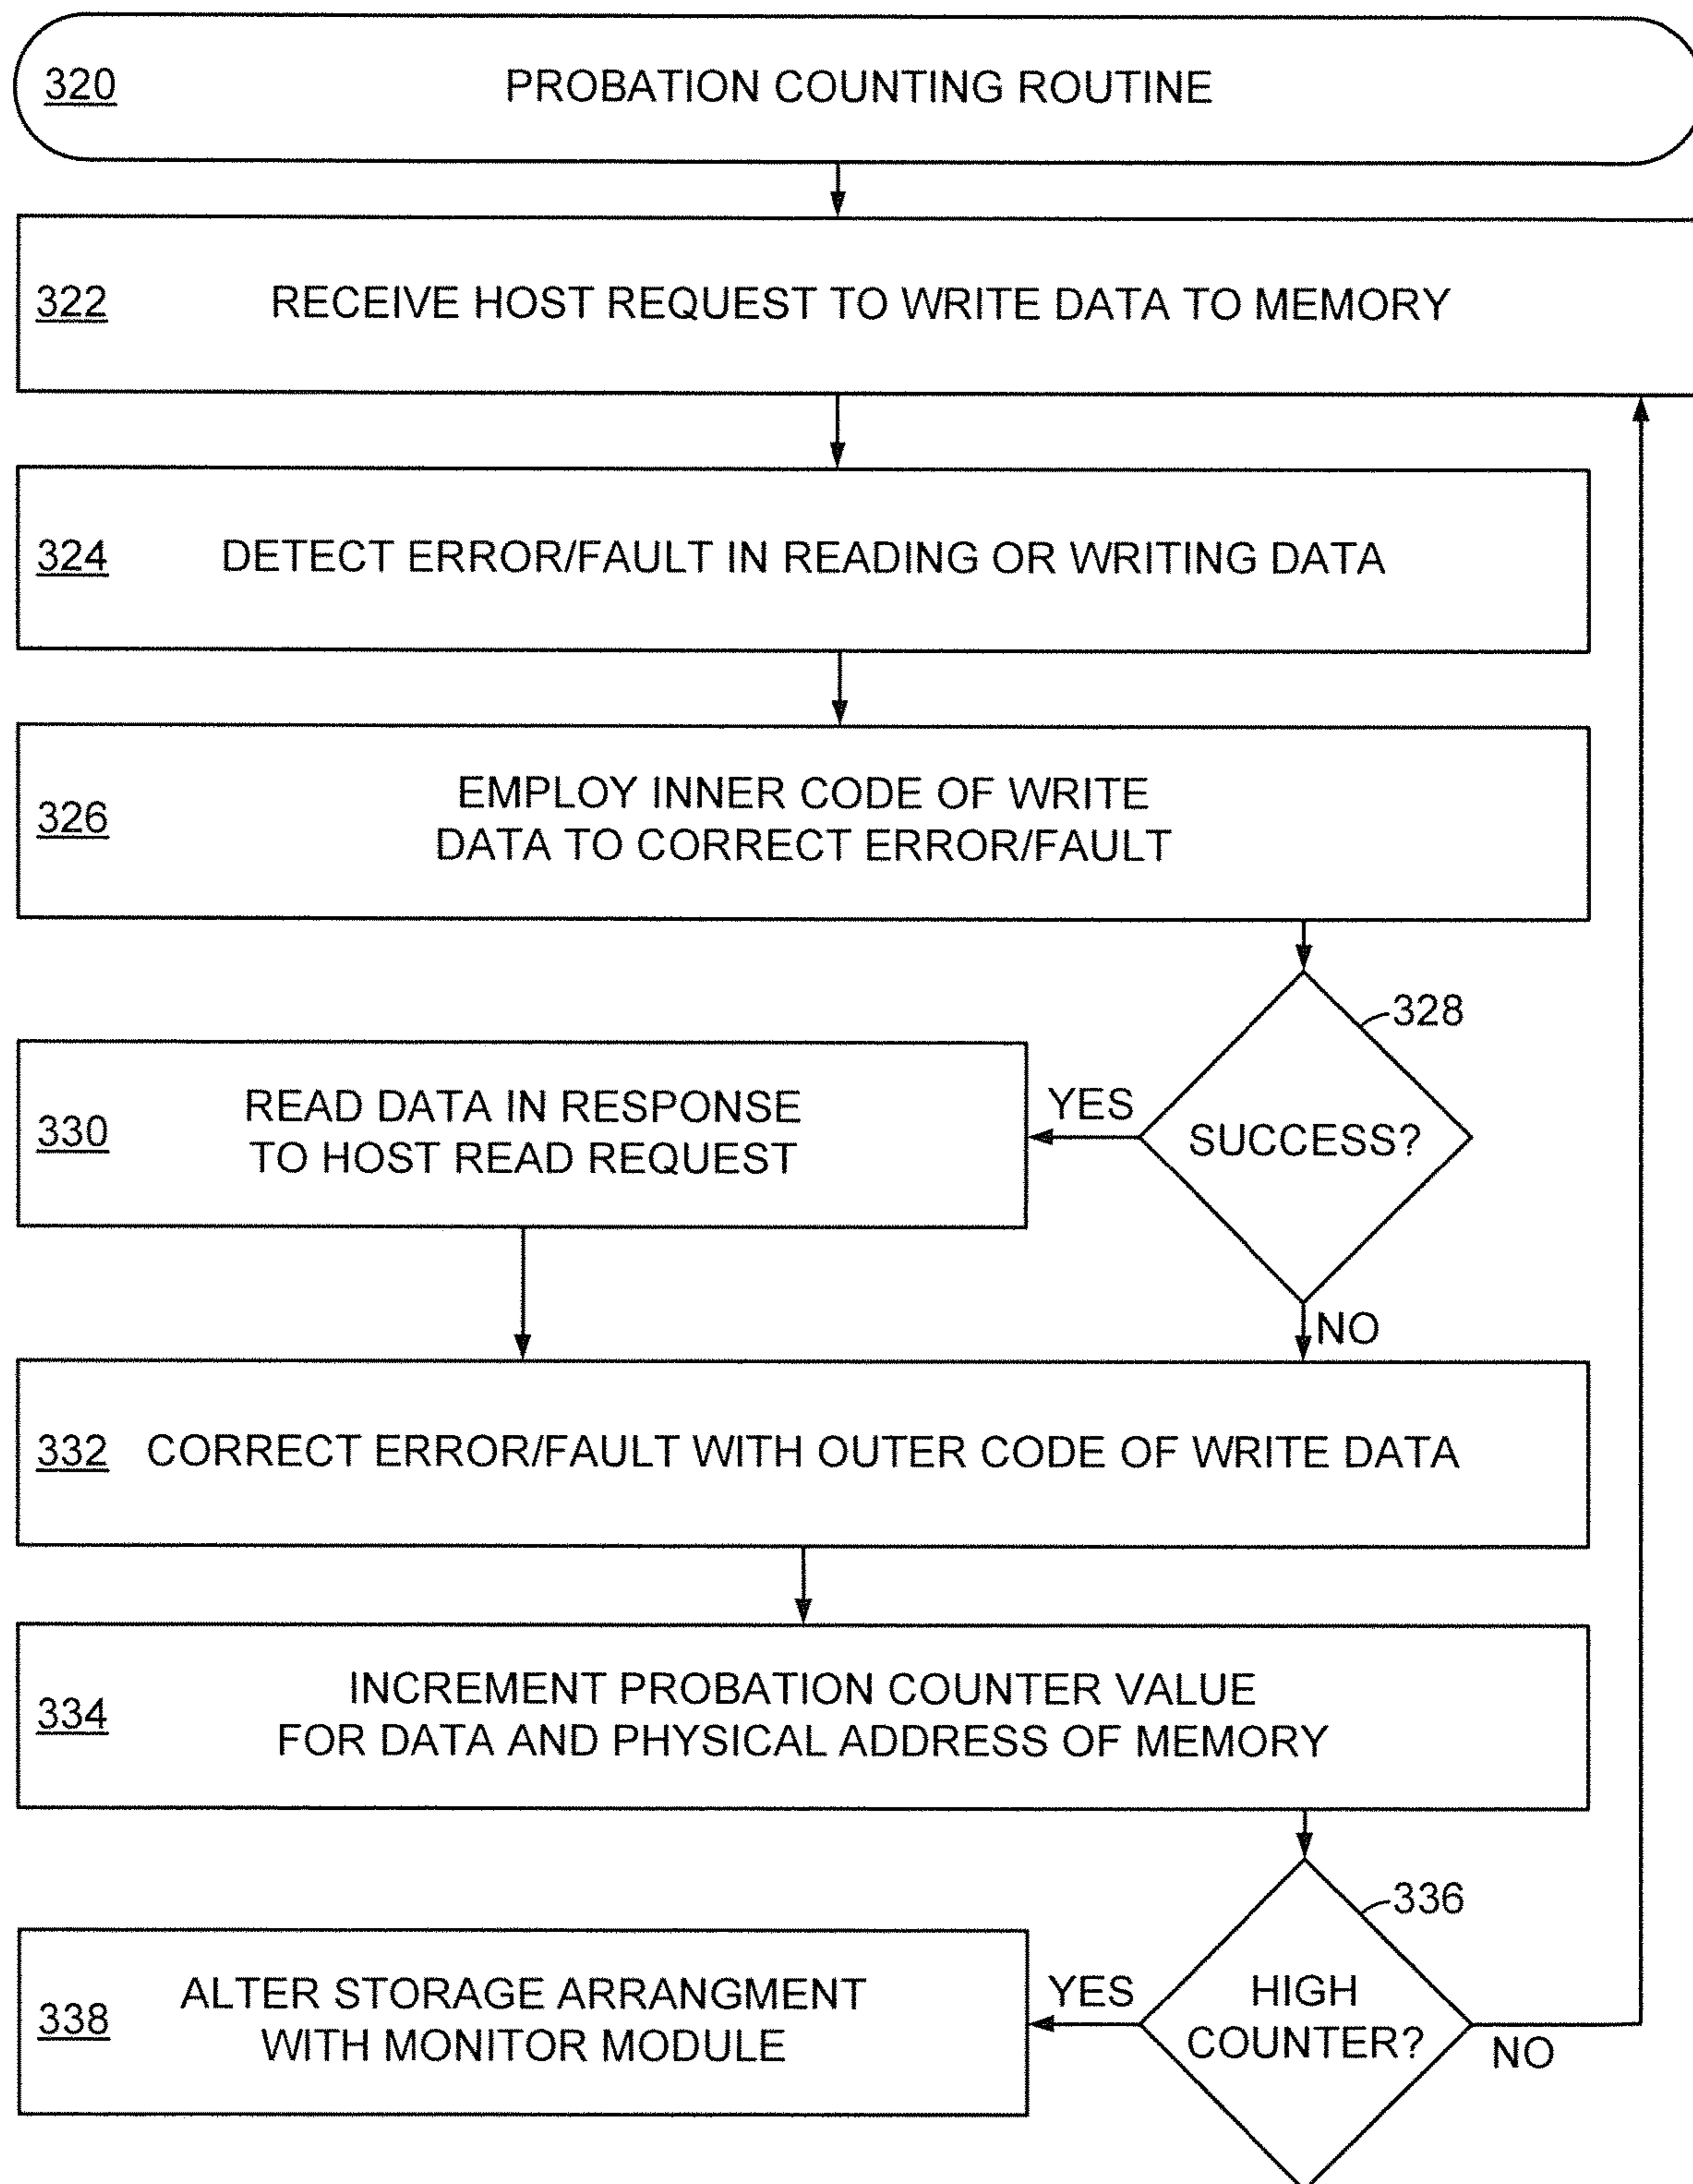 320 PROBATION COUNTING ROUTINE
322 RECEIVE HOST REQUEST TO WRITE DATA TO MEMORY
324 DETECT ERROR/FAULT IN READING OR WRITING DATA
326
EMPLOY INNER CODE OF WRITE
DATA TO CORRECT ERROR/FAULT
328
SUCCESS?
YES
NO
330
READ DATA IN RESPONSE
TO HOST READ REQUEST
332 CORRECT ERROR/FAULT WITH OUTER CODE OF WRITE DATA
334
INCREMENT PROBATION COUNTER VALUE
FOR DATA AND PHYSICAL ADDRESS OF MEMORY
336
HIGH
COUNTER?
YES
NO
338
ALTER STORAGE ARRANGMENT
WITH MONITOR MODULE